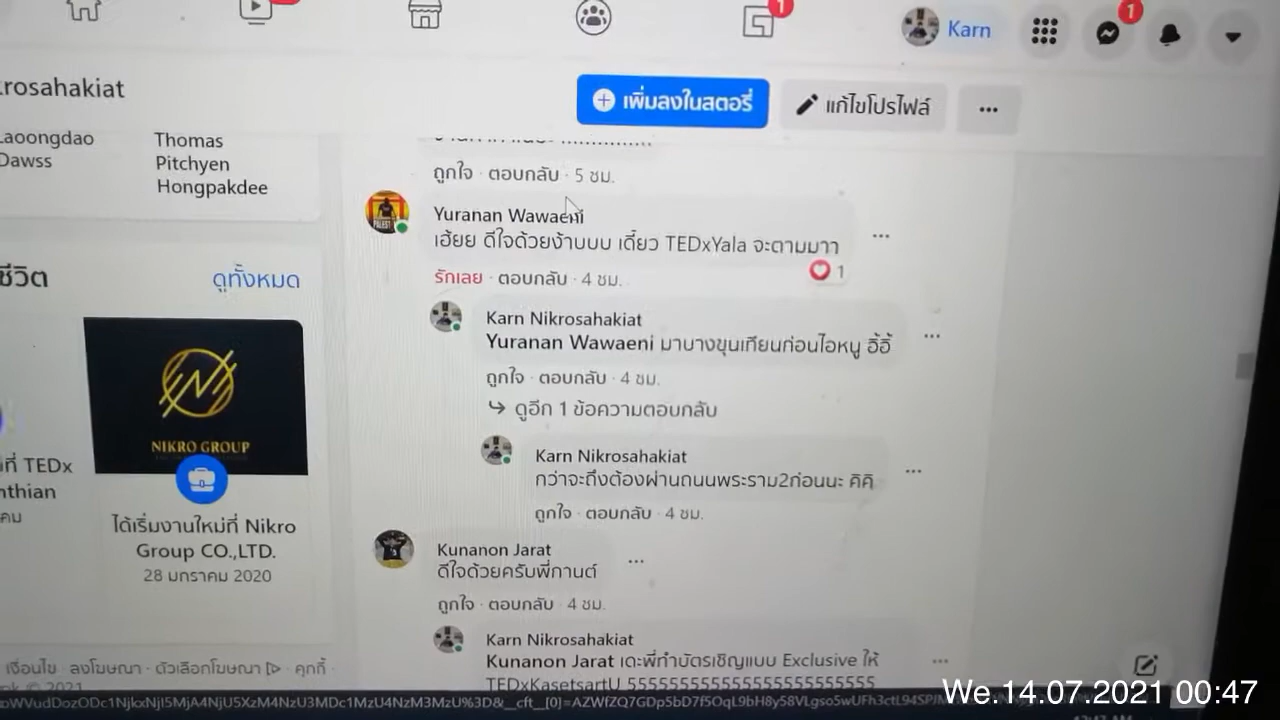 1
Karn
1
rosahakiat
เพิ่มลงในสตอรี่
แก้ไขโปรไฟล์
Laoongdao
Dawss
Thomas
Pitchyen
Hongpakdee
ถูกใจ · ตอบกลับ · 5 ชม.
Yuranan Wawaeni
เฮ้ยย ดีใจด้วยง้าบบบ เดี๋ยว TEDxYala จะตามมาา
1
รักเลย · ตอบกลับ · 4 ชม.
Karn Nikrosahakiat
Yuranan Wawaeni มาบางขุนเทียนก่อนไอหนู อิ้อิ้
ถูกใจ · ตอบกลับ · 4 ชม.
ดูอีก 1 ข้อความตอบกลับ
Karn Nikrosahakiat
กว่าจะถึงต้องผ่านถนนพระราม2ก่อนนะ คิคิ
ถูกใจ · ตอบกลับ · 4 ชม.
Kunanon Jarat
ดีใจด้วยครับพี่กานต์
ถูกใจ · ตอบกลับ · 4 ชม.
Karn Nikrosahakiat
Kunanon Jarat เดะพี่ทำบัตรเชิญแบบ Exclusive ให้
TEDxKasetsartU 5555555555555555555555555
ชีวิต
ดูทั้งหมด
NIKRO GROUP
ที่ TEDx
nthian
คม
ได้เริ่มงานใหม่ที่ Nikro
Group CO.,LTD.
28 มกราคม 2020
เงื่อนไข · ลงโฆษณา · ตัวเลือกโฆษณา · คุกกี้ ·
© 2021
We.14.07.2021 00:47